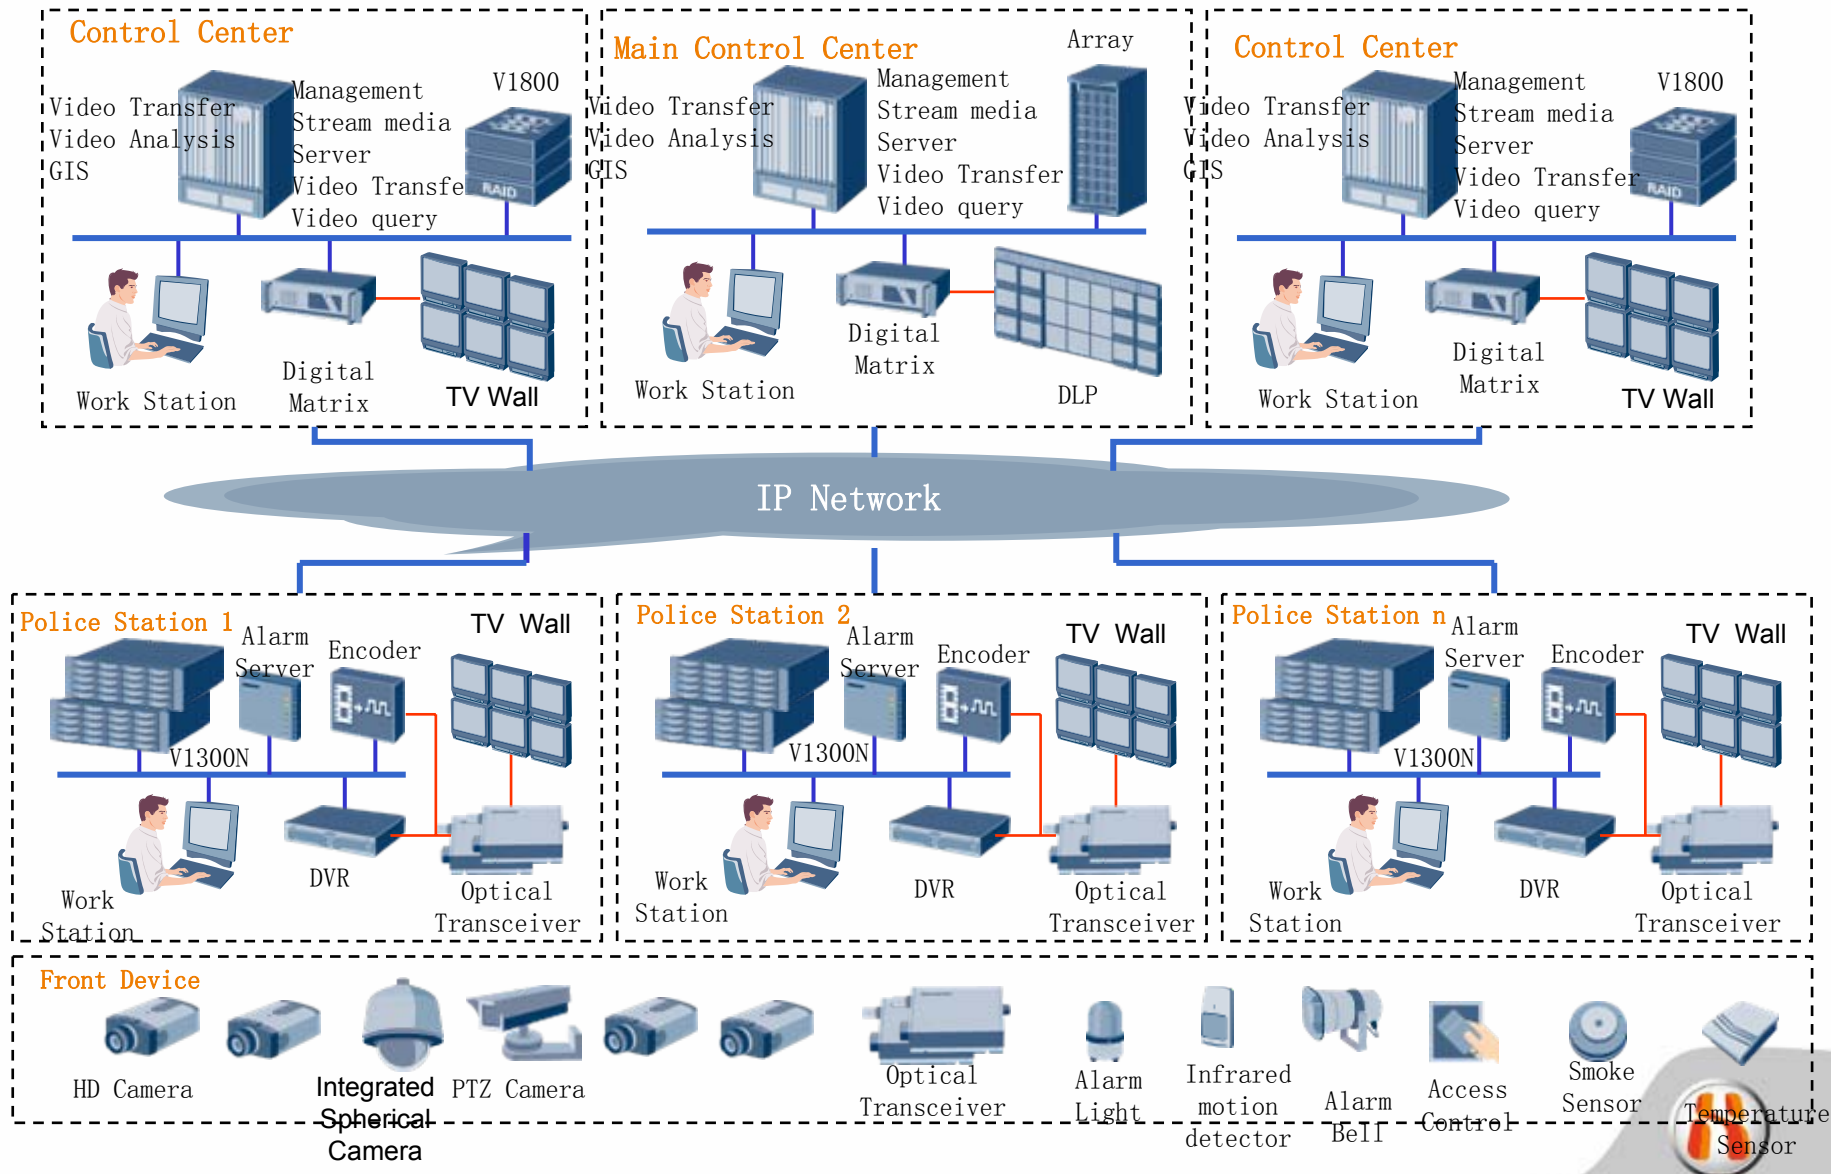 Control Center
V1800
Video Transfer
Video Analysis
GIS
Management
Stream media
Server
Video Transfe
Video query
RAID
Work Station
Digital
Matrix
TV Wall
Main Control Center
Array
Video Transfer
Video Analysis
GIS
Management
Stream media
Server
Video Transfer
Video query
Work Station
Digital
Matrix
DLP
Control Center
V1800
Video Transfer
Video Analysis
GIS
Management
Stream media
Server
Video Transfer
Video query
RAID
Work Station
Digital
Matrix
TV Wall
IP Network
Police Station 1
Alarm
Server
Encoder
TV Wall
V1300N
Work
Station
DVR
Optical
Transceiver
Police Station 2
Alarm
Server
Encoder
TV Wall
V1300N
Work
Station
DVR
Optical
Transceiver
Police Station n
Alarm
Server
Encoder
TV Wall
V1300N
Work
Station
DVR
Optical
Transceiver
Front Device
HD Camera
Integrated
Spherical
Camera
PTZ Camera
Optical
Transceiver
Alarm
Light
Infrared
motion
detector
Alarm
Bell
Access
Control
Smoke
Sensor
Temperature
Sensor